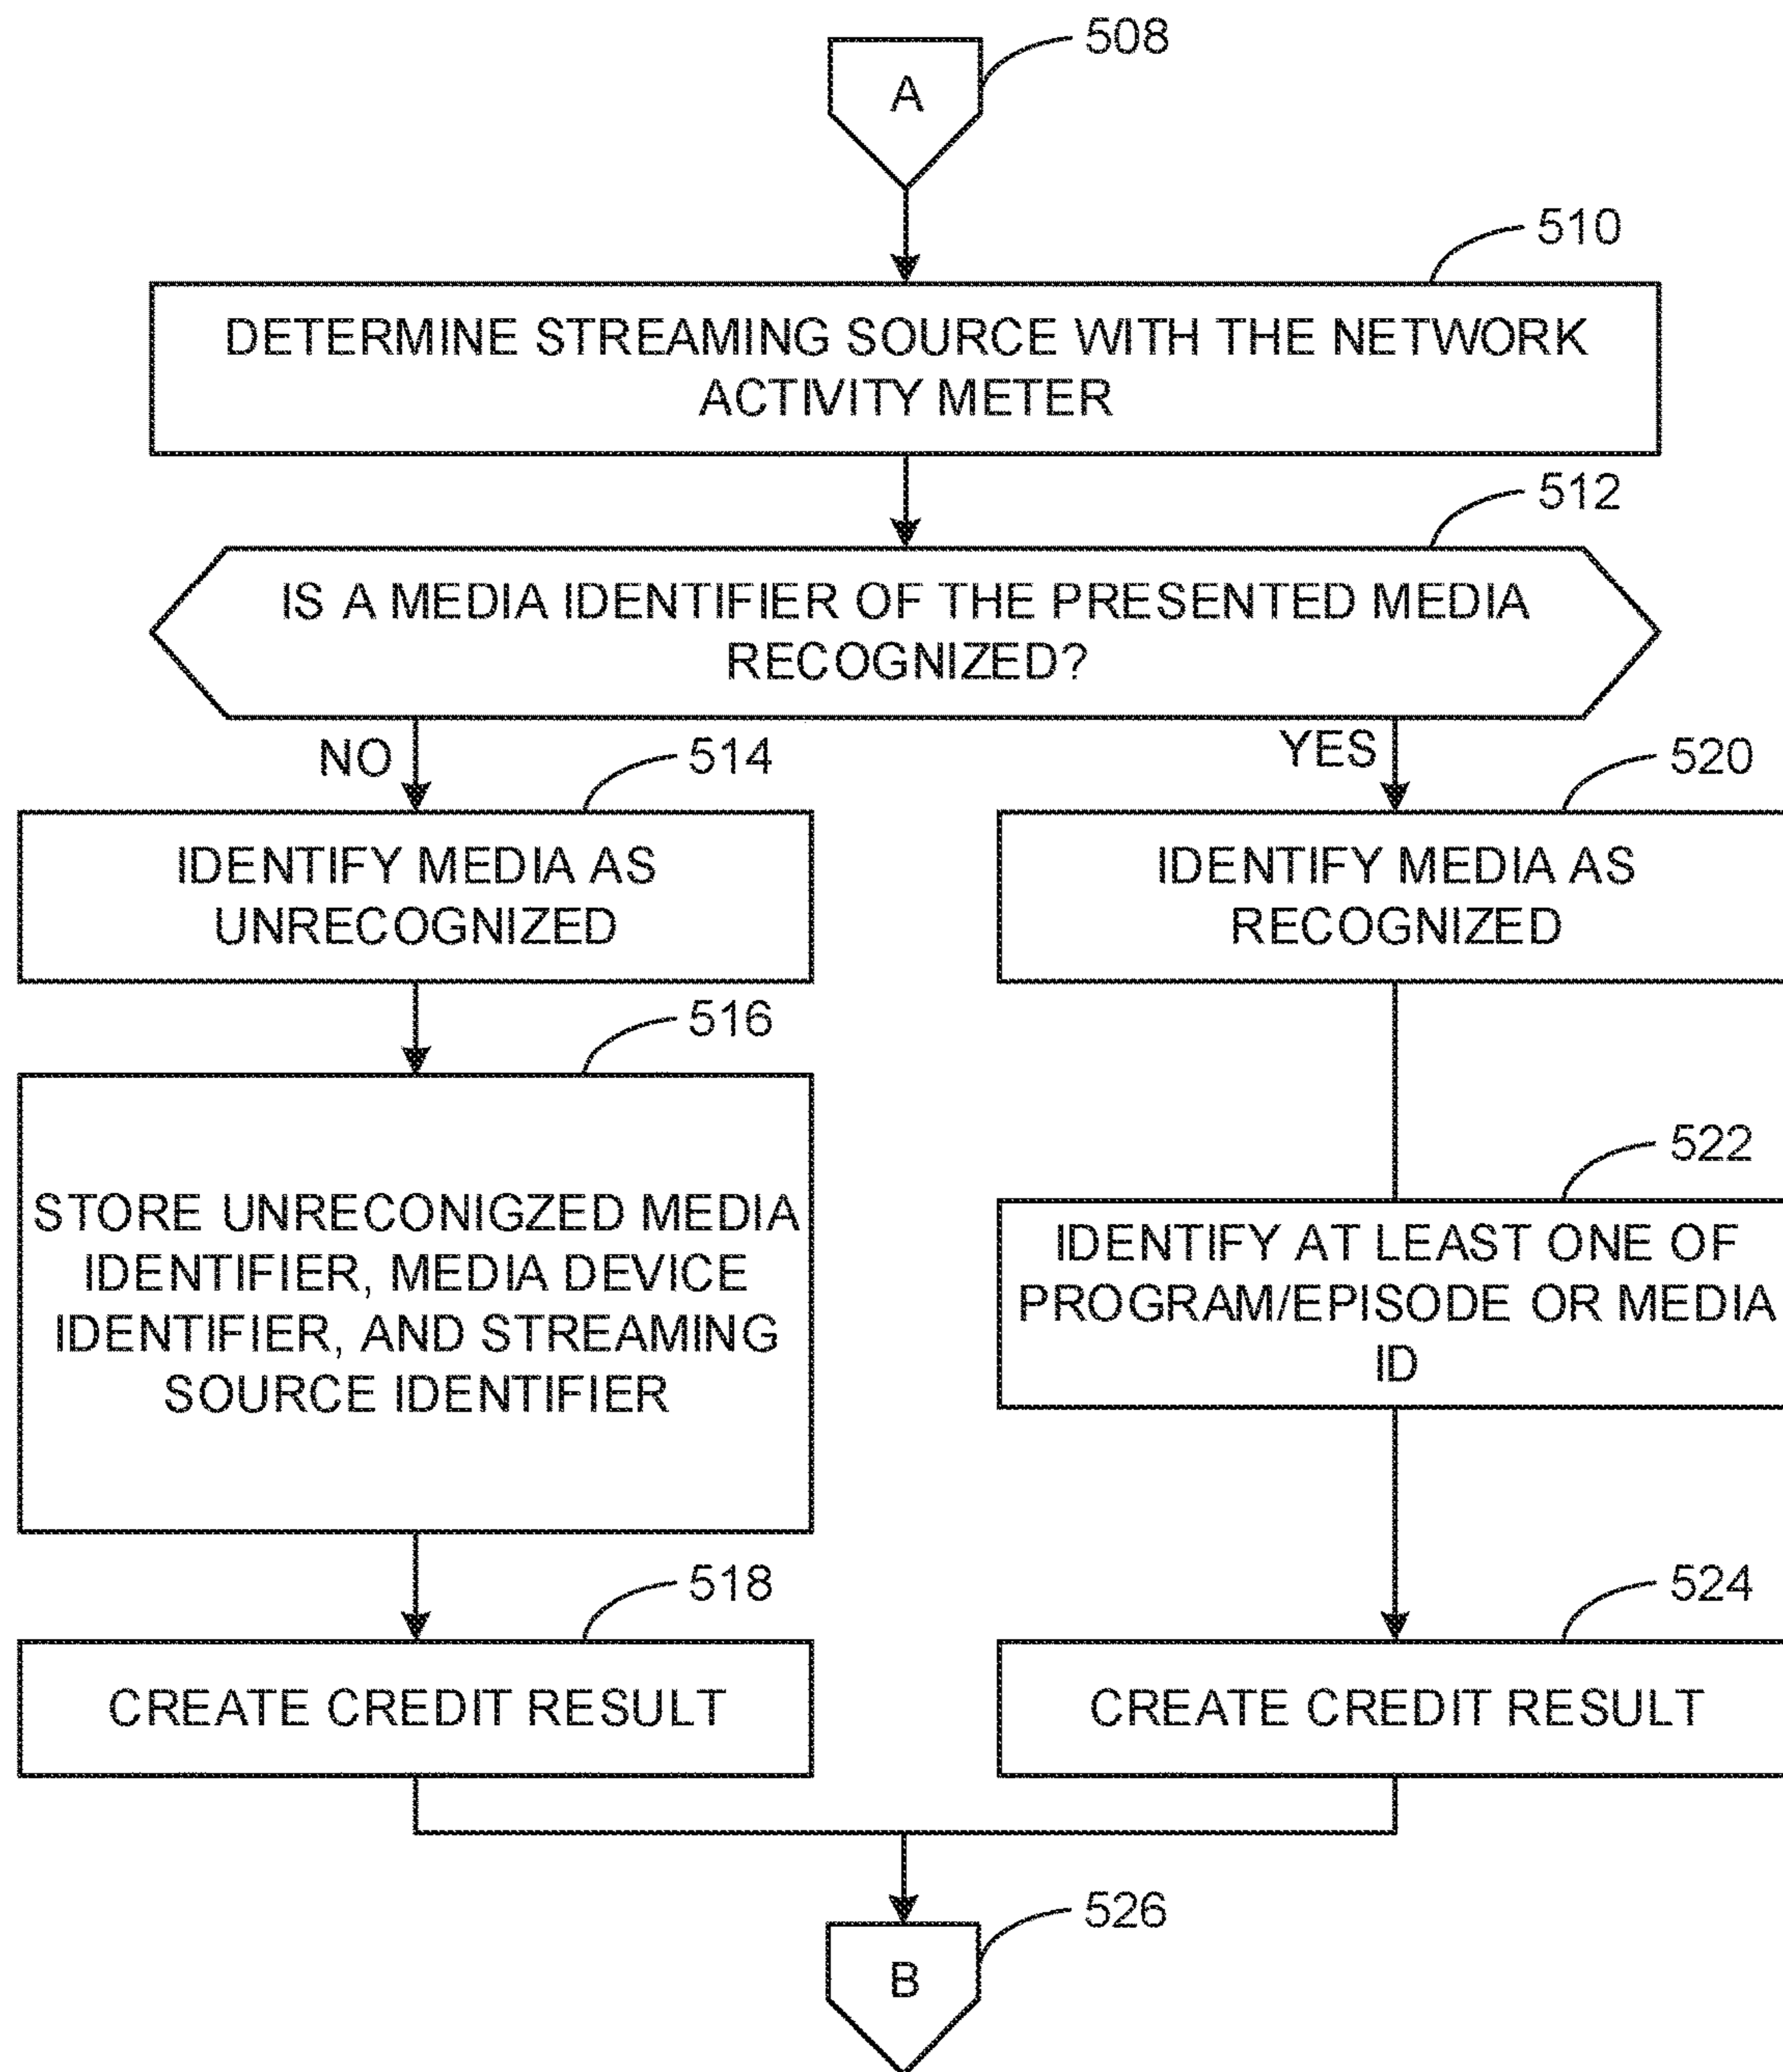 508
A
510
DETERMINE STREAMING SOURCE WITH THE NETWORK
ACTIVITY METER
512
IS A MEDIA IDENTIFIER OF THE PRESENTED MEDIA
RECOGNIZED?
NO
514
IDENTIFY MEDIA AS
UNRECOGNIZED
516
STORE UNRECONIGZED MEDIA
IDENTIFIER, MEDIA DEVICE
IDENTIFIER, AND STREAMING
SOURCE IDENTIFIER
518
CREATE CREDIT RESULT
YES
520
IDENTIFY MEDIA AS
RECOGNIZED
522
IDENTIFY AT LEAST ONE OF
PROGRAM/EPISODE OR MEDIA
ID
524
CREATE CREDIT RESULT
526
B